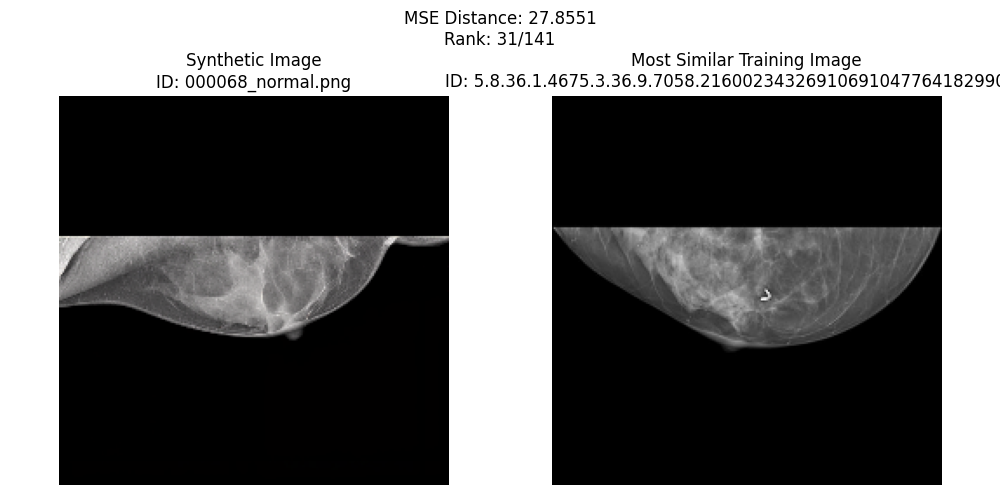 MSE Distance: 27.8551
Rank: 31/141
Synthetic Image
ID: 000068_normal.png
Most Similar Training Image
ID: 5.8.36.1.4675.3.36.9.7058.21600234326910691047764182990